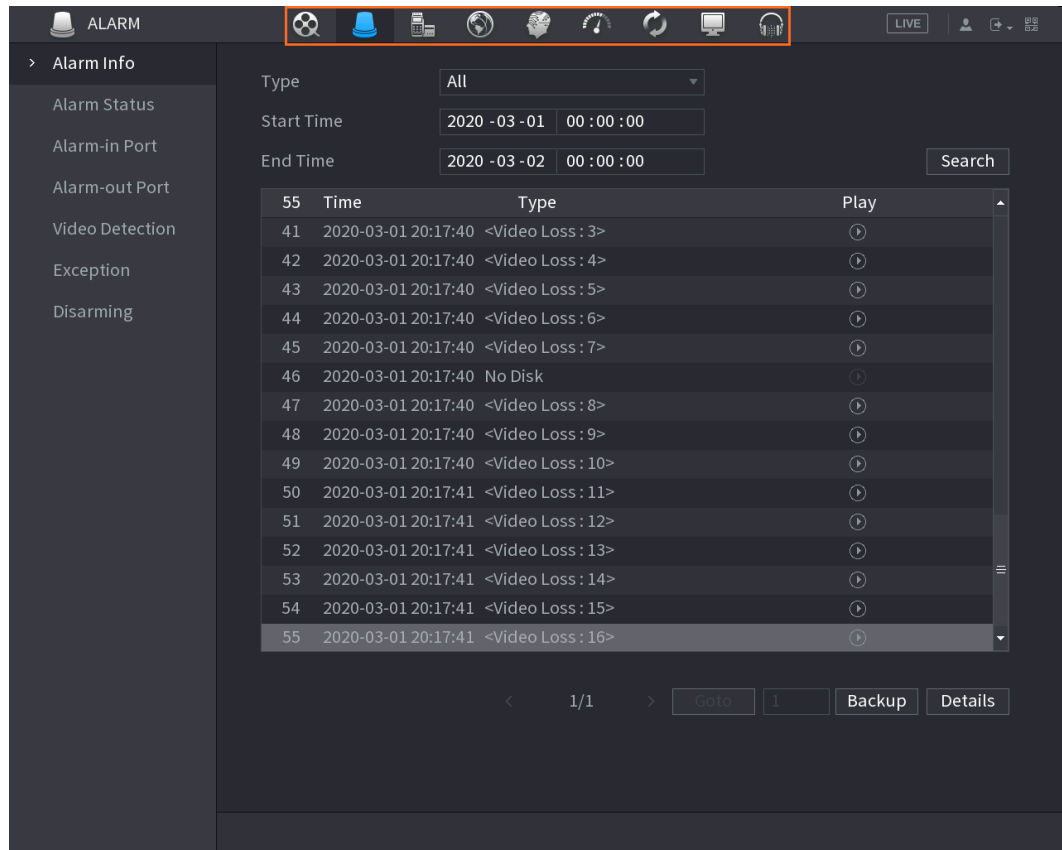 ALARM LIVE
Alarm Info
Alarm Status
Alarm-in Port
Alarm-out Port
Video Detection
Exception
Disarming
Type All
Start Time 2020 -03 -01 00 :00 :00
End Time 2020 -03 -02 00 :00 :00
Search
55 Time Type Play
41 2020-03-01 20:17:40 <Video Loss : 3>
42 2020-03-01 20:17:40 <Video Loss : 4>
43 2020-03-01 20:17:40 <Video Loss : 5>
44 2020-03-01 20:17:40 <Video Loss : 6>
45 2020-03-01 20:17:40 <Video Loss : 7>
46 2020-03-01 20:17:40 No Disk
47 2020-03-01 20:17:40 <Video Loss : 8>
48 2020-03-01 20:17:40 <Video Loss : 9>
49 2020-03-01 20:17:40 <Video Loss : 10>
50 2020-03-01 20:17:41 <Video Loss : 11>
51 2020-03-01 20:17:41 <Video Loss : 12>
52 2020-03-01 20:17:41 <Video Loss : 13>
53 2020-03-01 20:17:41 <Video Loss : 14>
54 2020-03-01 20:17:41 <Video Loss : 15>
55 2020-03-01 20:17:41 <Video Loss : 16>
< 1/1 > Goto 1 Backup Details